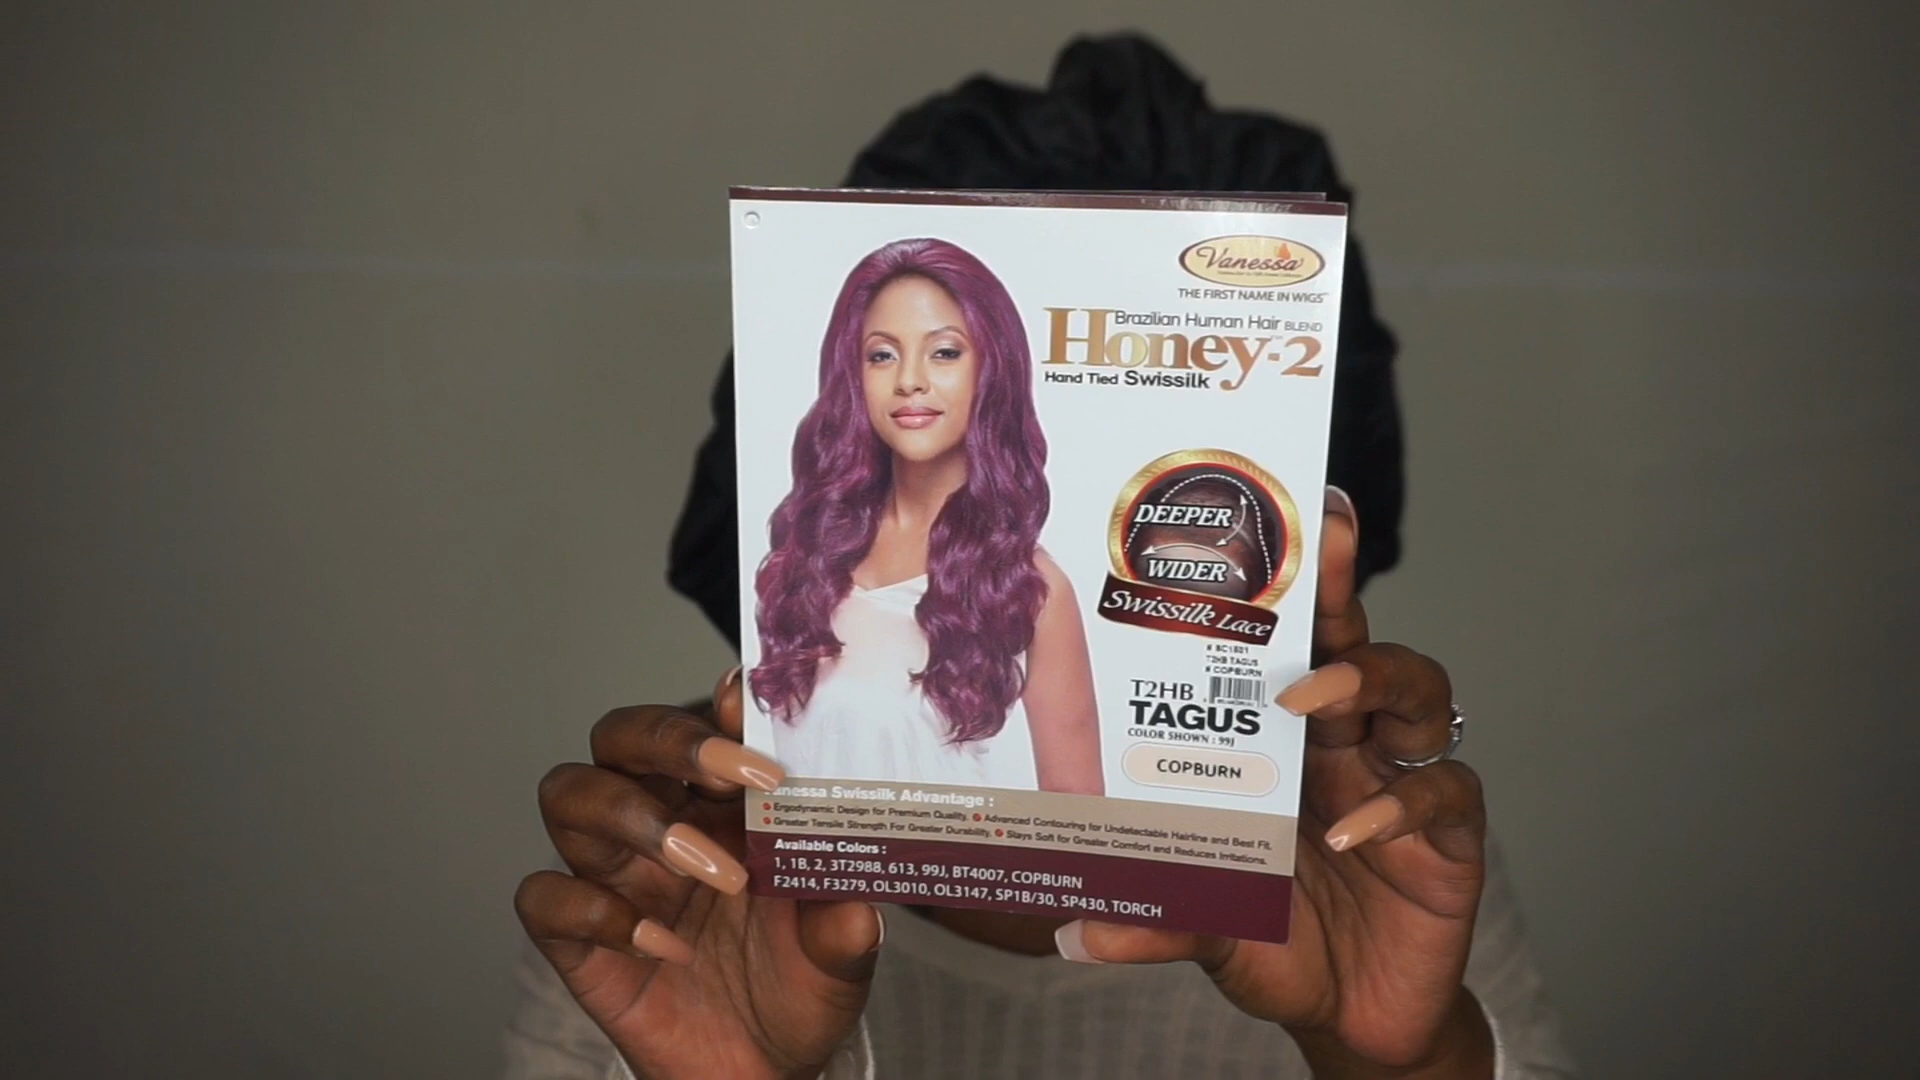 Vanessa
THE FIRST NAME IN WIGS
Brazilian Human Hair BLEND
Honey-2
Hand Tied Swissilk
DEEPER
WIDER
Swissilk Lace
# SC1501
T2HB TAGUS
# COPBURN
T2HB
TAGUS
COLOR SHOWN : 99J
COPBURN
Vanessa Swissilk Advantage :
Ergodynamic Design for Premium Quality. Advanced Contouring for Undetectable Hairline and Best Fit.
Greater Tensile Strength For Greater Durability. Stays Soft for Greater Comfort and Reduces Irritations.
Available Colors :
1, 1B, 2, 3T2988, 613, 99J, BT4007, COPBURN
F2414, F3279, OL3010, OL3147, SP1B/30, SP430, TORCH